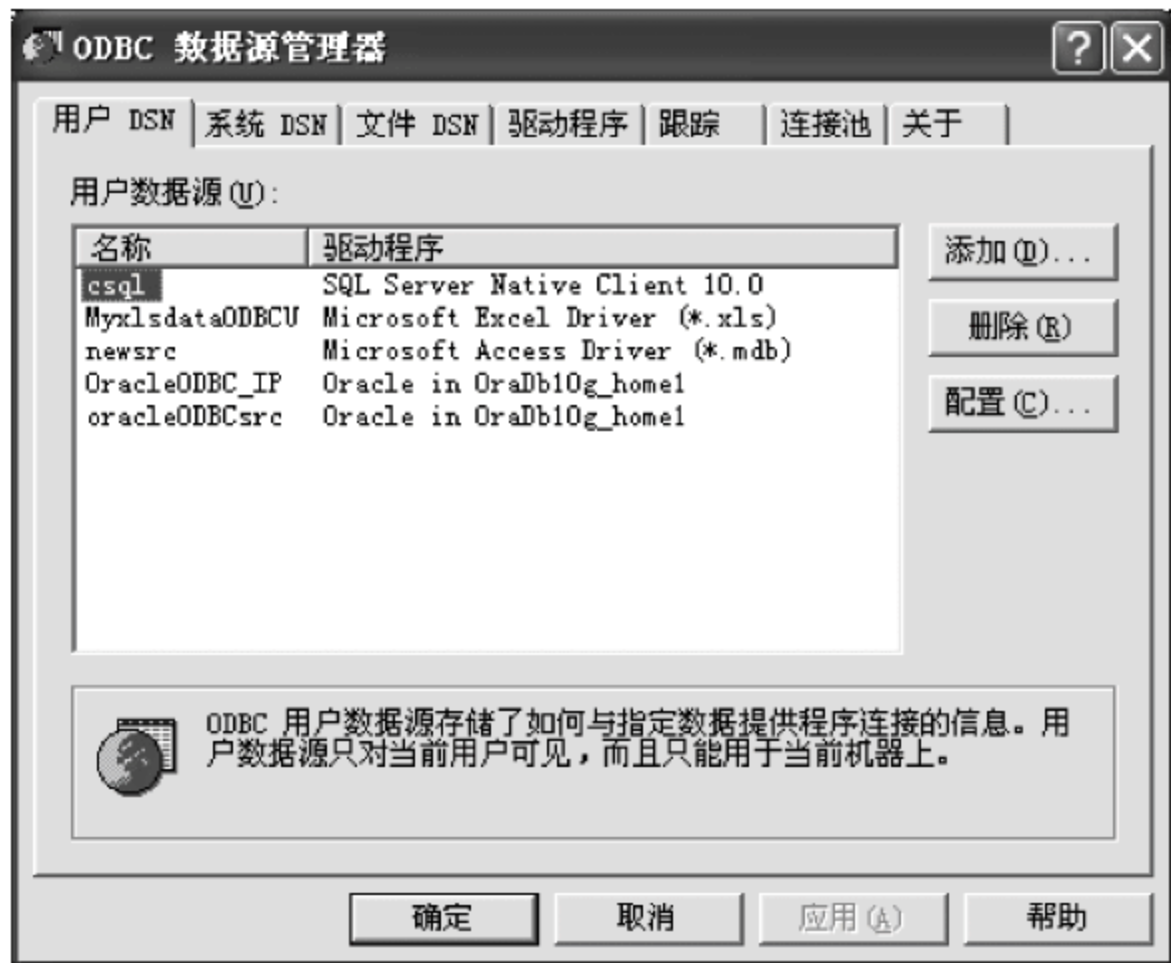 ODBC 数据源管理器
用户 DSN 系统 DSN 文件 DSN 驱动程序 跟踪 连接池 关于
用户数据源(U):
名称 驱动程序
csql SQL Server Native Client 10.0
MyxlsdataODBCU Microsoft Excel Driver (*.xls)
newsrc Microsoft Access Driver (*.mdb)
OracleODBC_IP Oracle in OraDb10g_home1
oracleODBCsrc Oracle in OraDb10g_home1
添加(D)...
删除(R)
配置(C)...
ODBC 用户数据源存储了如何与指定数据提供程序连接的信息。用
户数据源只对当前用户可见，而且只能用于当前机器上。
确定 取消 应用(A) 帮助